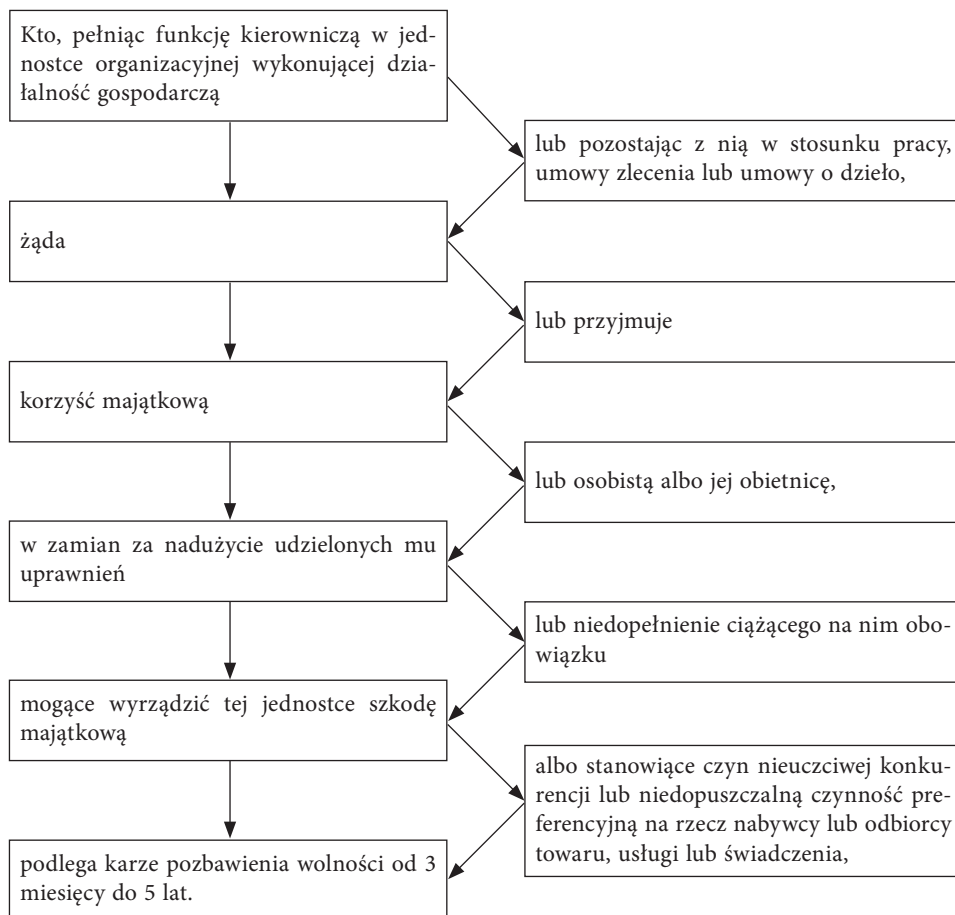 Kto, pełniąc funkcję kierowniczą w jed-
nostce organizacyjnej wykonującej dzia-
łalność gospodarczą
lub pozostając z nią w stosunku pracy,
umowy zlecenia lub umowy o dzieło,
żąda
lub przyjmuje
korzyść majątkową
lub osobistą albo jej obietnicę,
w zamian za nadużycie udzielonych mu
uprawnień
lub niedopełnienie ciążącego na nim obo-
wiązku
mogące wyrządzić tej jednostce szkodę
majątkową
albo stanowiące czyn nieuczciwej konku-
rencji lub niedopuszczalną czynność pre-
ferencyjną na rzecz nabywcy lub odbiorcy
towaru, usługi lub świadczenia,
podlega karze pozbawienia wolności od 3
miesięcy do 5 lat.